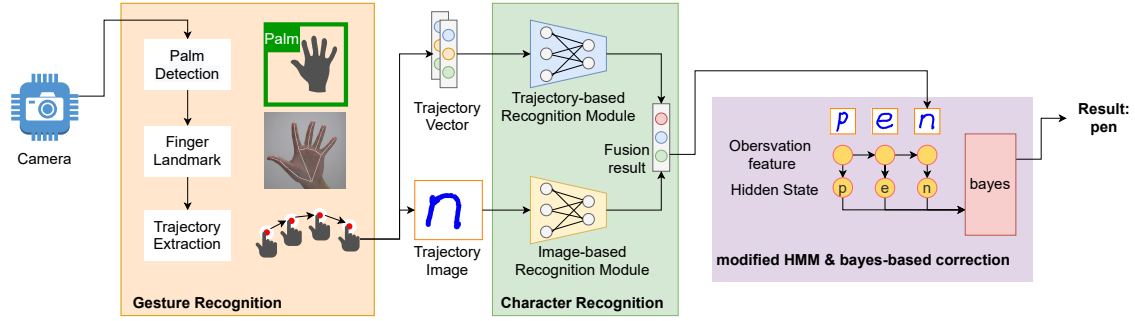 Camera
Palm
Detection
Finger
Landmark
Trajectory
Extraction
Palm
Gesture Recognition
Trajectory
Vector
n
Trajectory
Image
Trajectory-based
Recognition Module
Fusion
result
Image-based
Recognition Module
Character Recognition
p e n
Obersvation
feature
Hidden State
p e n
bayes
modified HMM & bayes-based correction
Result:
pen